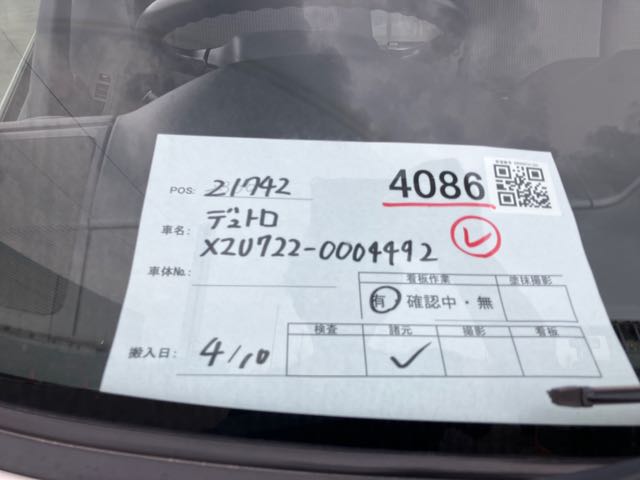 POS: 21742
4086
車名: デュトロ
XZU722-0004492
車体No.:
看板作業 塗抹撮影
有 確認中・無
検査 諸元 撮影 看板
搬入日: 4/10